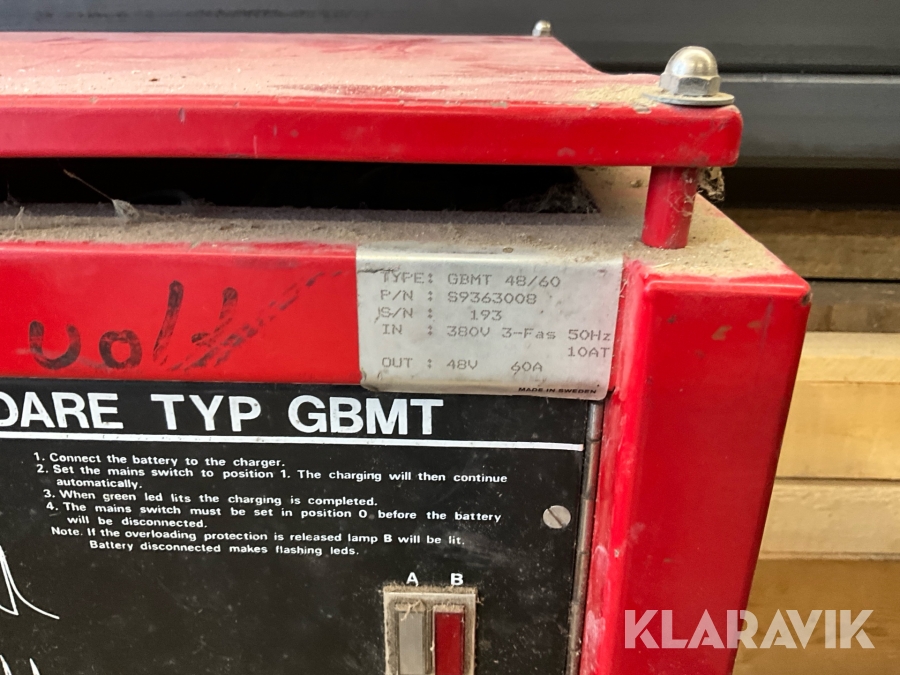 TYPE: GBMT 48/60
P/N : S9363008
S/N : 193
IN : 380V 3-Fas 50Hz
10AT
OUT : 48V 60A
MADE IN SWEDEN
volt
DARE TYP GBMT
1. Connect the battery to the charger.
2. Set the mains switch to position 1. The charging will then continue
automatically.
3. When green led lits the charging is completed.
4. The mains switch must be set in position 0 before the battery
will be disconnected.
Note. If the overloading protection is released lamp B will be lit.
Battery disconnected makes flashing leds.
A B
KLARAVIK